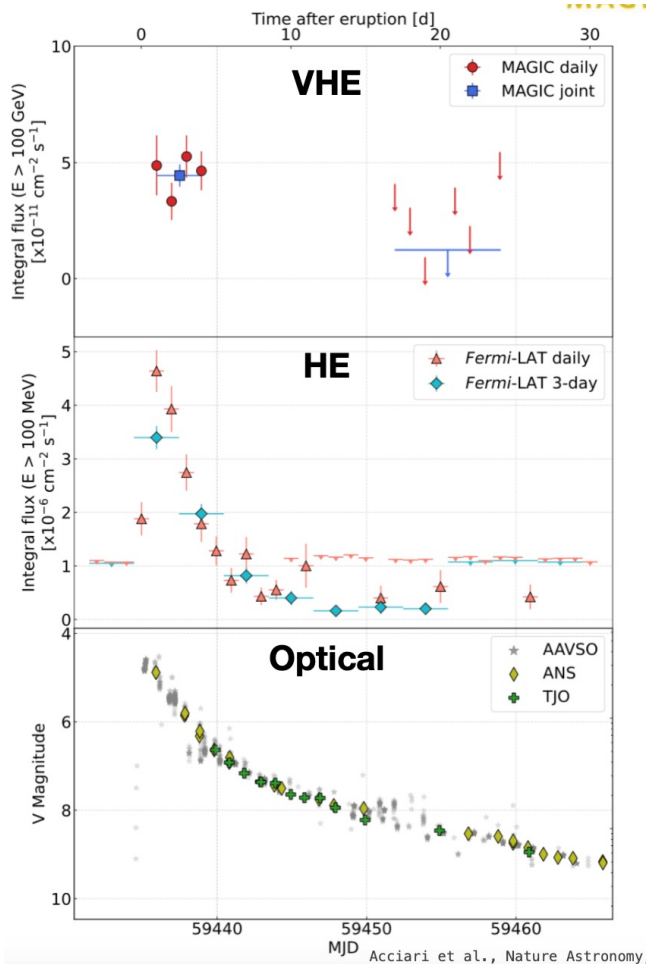 Time after eruption [d]
0 10 20 30
VHE
MAGIC daily
MAGIC joint
Integral flux (E > 100 GeV)
[x10⁻¹¹ cm⁻² s⁻¹]
10
5
0
HE
Fermi-LAT daily
Fermi-LAT 3-day
Integral flux (E > 100 MeV)
[x10⁻⁶ cm⁻² s⁻¹]
5
4
3
2
1
0
Optical
AAVSO
ANS
TJO
V Magnitude
4
6
8
10
59440 59450 59460
MJD
Acciari et al., Nature Astronomy,